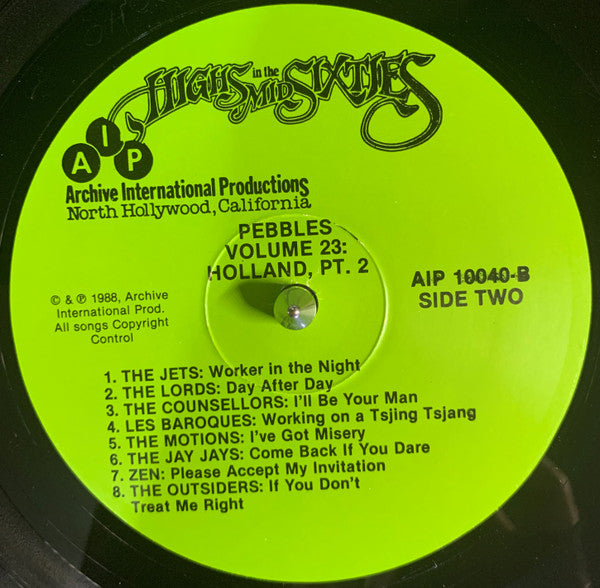 HIGHS in the MID SIXTIES
A I P
Archive International Productions
North Hollywood, California
PEBBLES
VOLUME 23:
HOLLAND, PT. 2
AIP 10040-B
SIDE TWO
© & ℗ 1988, Archive
International Prod.
All songs Copyright
Control
1. THE JETS: Worker in the Night
2. THE LORDS: Day After Day
3. THE COUNSELLORS: I'll Be Your Man
4. LES BAROQUES: Working on a Tsjing Tsjang
5. THE MOTIONS: I've Got Misery
6. THE JAY JAYS: Come Back If You Dare
7. ZEN: Please Accept My Invitation
8. THE OUTSIDERS: If You Don't
Treat Me Right